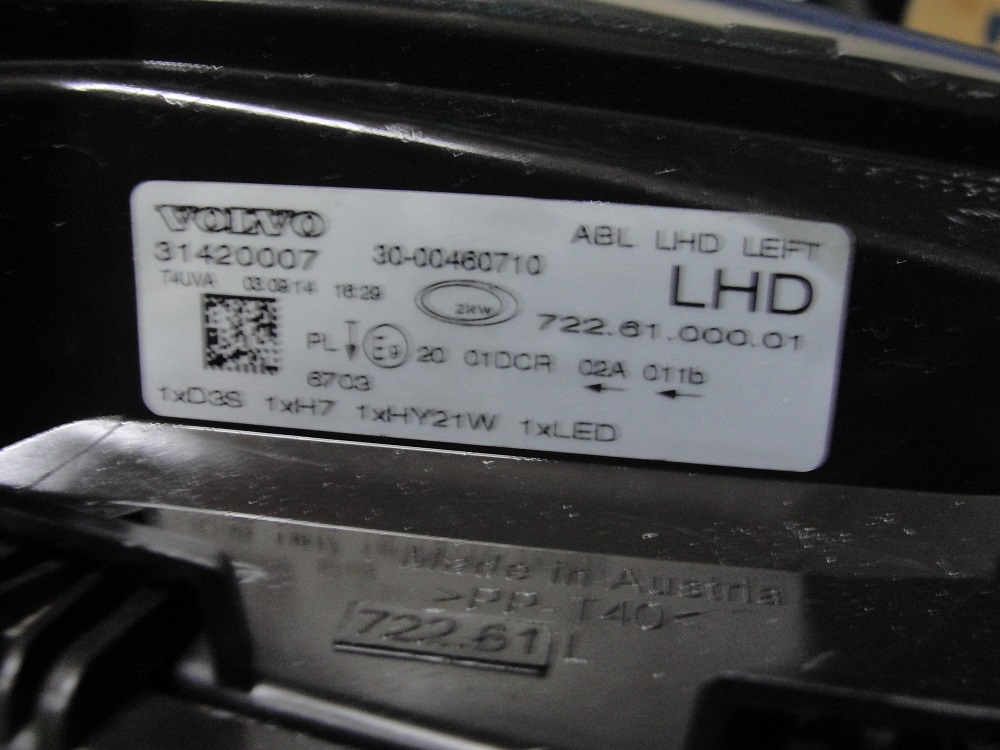 VOLVO
ABL LHD LEFT
31420007 30-00460710
LHD
T4UVA 03.09.14 16:29
ZKW
722.61.000.01
PL E9 20 01DCR 02A 011b
6703
1xD3S 1xH7 1xHY21W 1xLED
Made in Austria
>PP-T40<
722.61 L